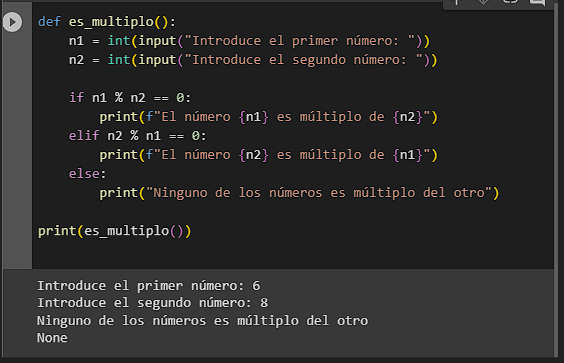 def es_multiplo():
    n1 = int(input("Introduce el primer número: "))
    n2 = int(input("Introduce el segundo número: "))

    if n1 % n2 == 0:
        print(f"El número {n1} es múltiplo de {n2}")
    elif n2 % n1 == 0:
        print(f"El número {n2} es múltiplo de {n1}")
    else:
        print("Ninguno de los números es múltiplo del otro")

print(es_multiplo())

Introduce el primer número: 6
Introduce el segundo número: 8
Ninguno de los números es múltiplo del otro
None